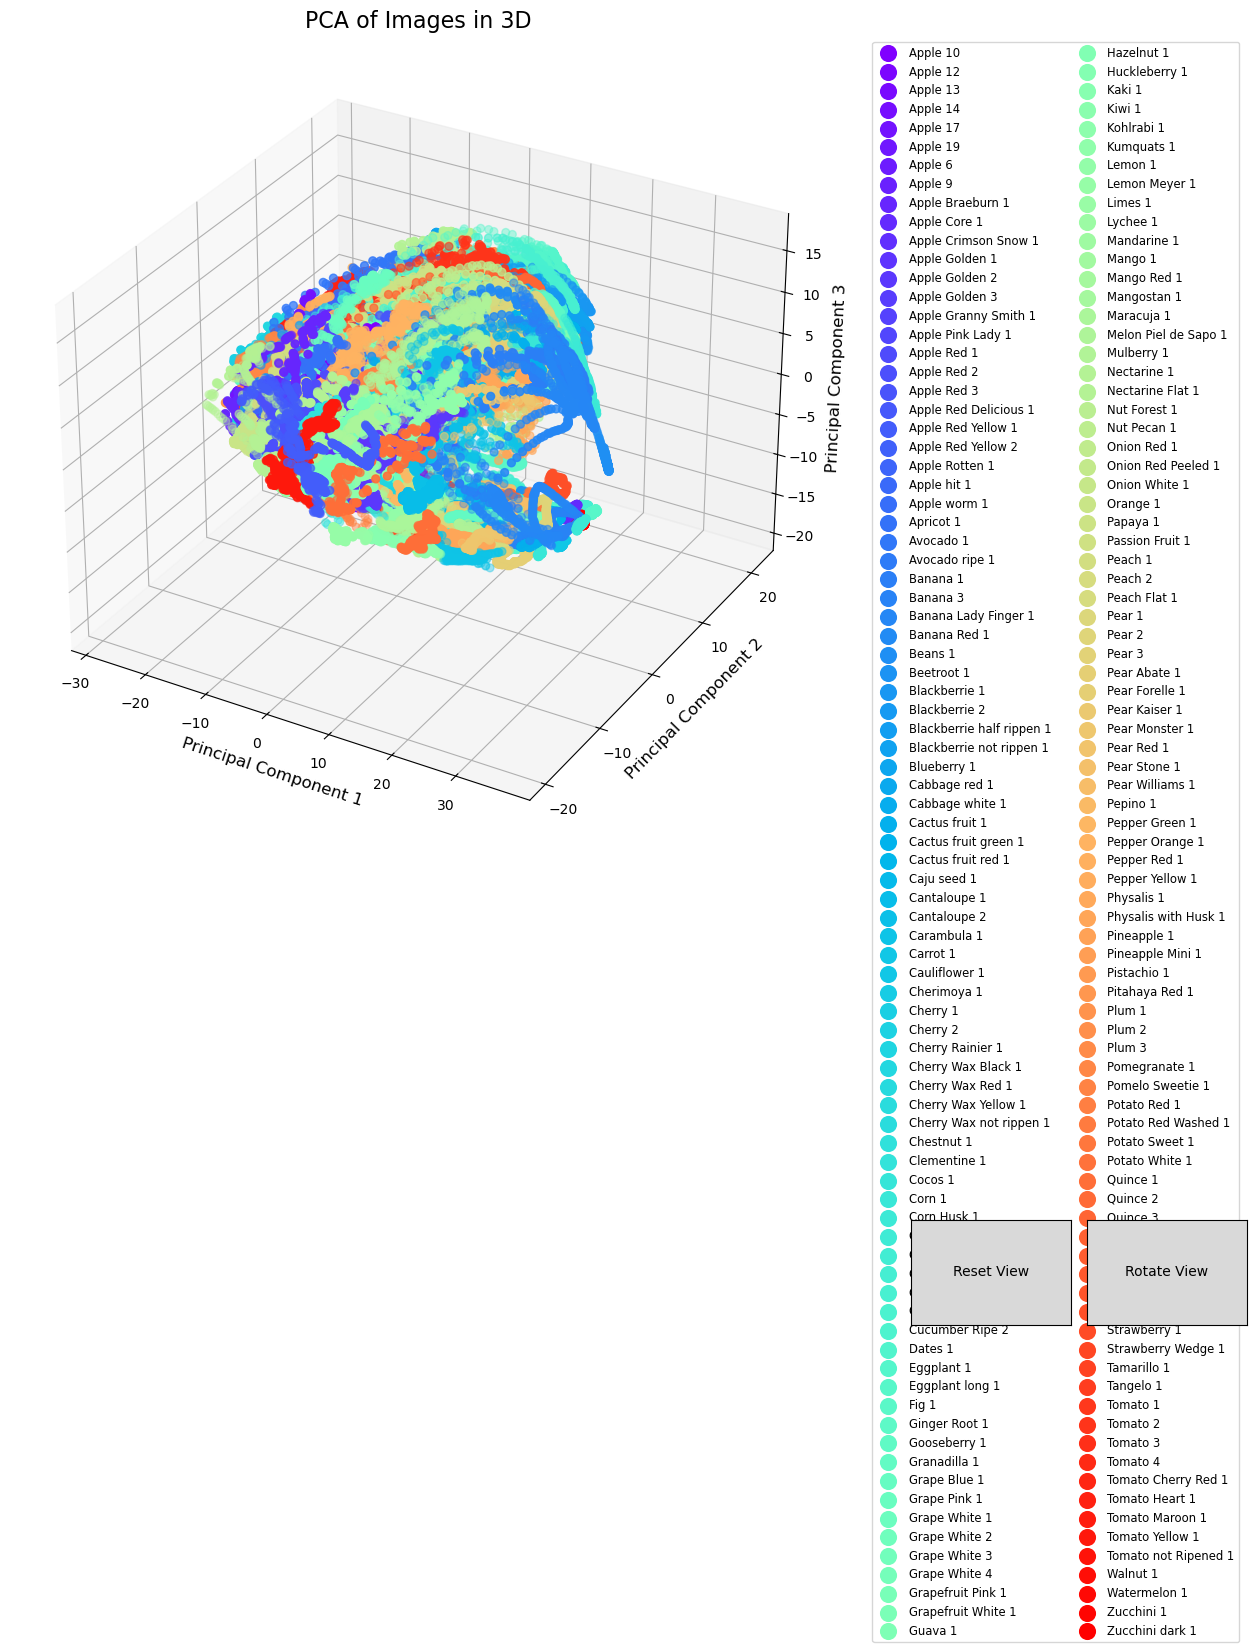 PCA of Images in 3D
15
10
5
0
−5
−10
−15
−20
Principal Component 3
20
10
0
−10
−20
Principal Component 2
−30
−20
−10
0
10
20
30
Principal Component 1
Apple 10
Apple 12
Apple 13
Apple 14
Apple 17
Apple 19
Apple 6
Apple 9
Apple Braeburn 1
Apple Core 1
Apple Crimson Snow 1
Apple Golden 1
Apple Golden 2
Apple Golden 3
Apple Granny Smith 1
Apple Pink Lady 1
Apple Red 1
Apple Red 2
Apple Red 3
Apple Red Delicious 1
Apple Red Yellow 1
Apple Red Yellow 2
Apple Rotten 1
Apple hit 1
Apple worm 1
Apricot 1
Avocado 1
Avocado ripe 1
Banana 1
Banana 3
Banana Lady Finger 1
Banana Red 1
Beans 1
Beetroot 1
Blackberrie 1
Blackberrie 2
Blackberrie half rippen 1
Blackberrie not rippen 1
Blueberry 1
Cabbage red 1
Cabbage white 1
Cactus fruit 1
Cactus fruit green 1
Cactus fruit red 1
Caju seed 1
Cantaloupe 1
Cantaloupe 2
Carambula 1
Carrot 1
Cauliflower 1
Cherimoya 1
Cherry 1
Cherry 2
Cherry Rainier 1
Cherry Wax Black 1
Cherry Wax Red 1
Cherry Wax Yellow 1
Cherry Wax not rippen 1
Chestnut 1
Clementine 1
Cocos 1
Corn 1
Corn Husk 1
Reset View
Cucumber Ripe 2
Dates 1
Eggplant 1
Eggplant long 1
Fig 1
Ginger Root 1
Gooseberry 1
Granadilla 1
Grape Blue 1
Grape Pink 1
Grape White 1
Grape White 2
Grape White 3
Grape White 4
Grapefruit Pink 1
Grapefruit White 1
Guava 1
Hazelnut 1
Huckleberry 1
Kaki 1
Kiwi 1
Kohlrabi 1
Kumquats 1
Lemon 1
Lemon Meyer 1
Limes 1
Lychee 1
Mandarine 1
Mango 1
Mango Red 1
Mangostan 1
Maracuja 1
Melon Piel de Sapo 1
Mulberry 1
Nectarine 1
Nectarine Flat 1
Nut Forest 1
Nut Pecan 1
Onion Red 1
Onion Red Peeled 1
Onion White 1
Orange 1
Papaya 1
Passion Fruit 1
Peach 1
Peach 2
Peach Flat 1
Pear 1
Pear 2
Pear 3
Pear Abate 1
Pear Forelle 1
Pear Kaiser 1
Pear Monster 1
Pear Red 1
Pear Stone 1
Pear Williams 1
Pepino 1
Pepper Green 1
Pepper Orange 1
Pepper Red 1
Pepper Yellow 1
Physalis 1
Physalis with Husk 1
Pineapple 1
Pineapple Mini 1
Pistachio 1
Pitahaya Red 1
Plum 1
Plum 2
Plum 3
Pomegranate 1
Pomelo Sweetie 1
Potato Red 1
Potato Red Washed 1
Potato Sweet 1
Potato White 1
Quince 1
Quince 2
Quince 3
Rotate View
Strawberry 1
Strawberry Wedge 1
Tamarillo 1
Tangelo 1
Tomato 1
Tomato 2
Tomato 3
Tomato 4
Tomato Cherry Red 1
Tomato Heart 1
Tomato Maroon 1
Tomato Yellow 1
Tomato not Ripened 1
Walnut 1
Watermelon 1
Zucchini 1
Zucchini dark 1